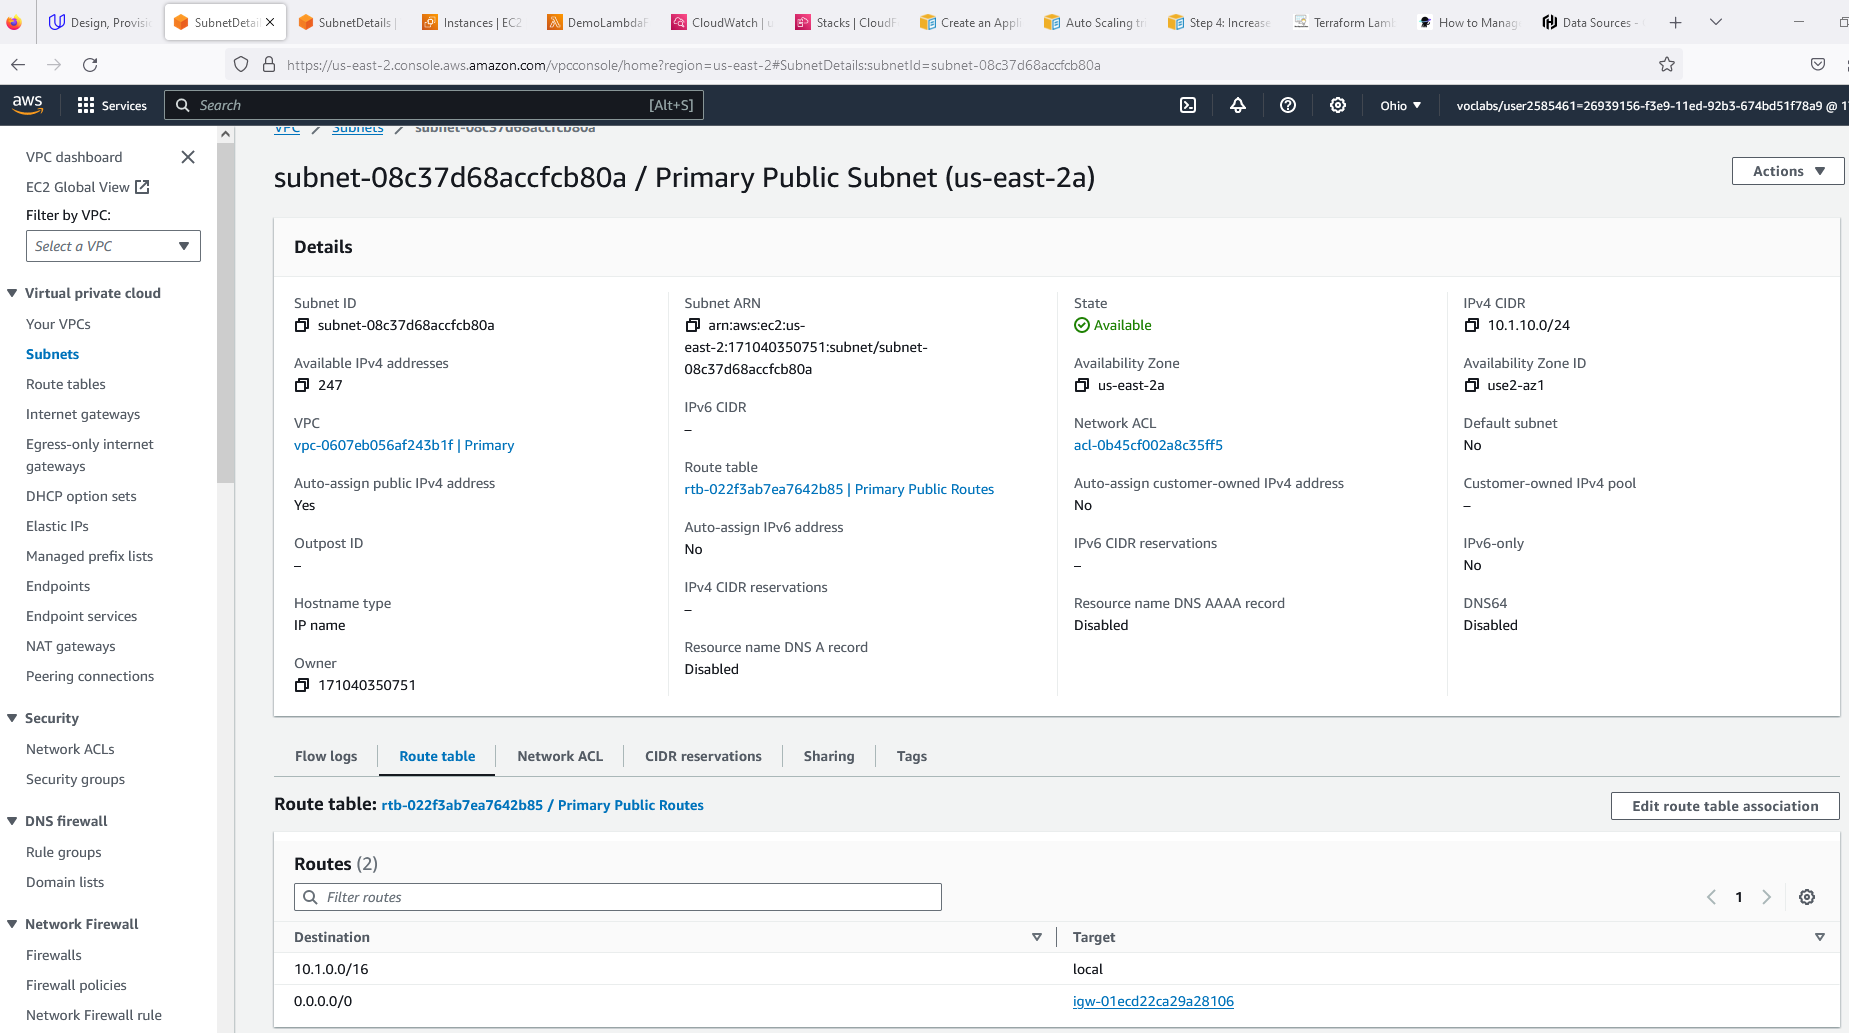 Design, Provisi
SubnetDetail
SubnetDetails |
Instances | EC2
DemoLambdaF
CloudWatch | u
Stacks | CloudF
Create an Appli
Auto Scaling tri
Step 4: Increase
Terraform Lamb
How to Manag
Data Sources -
https://us-east-2.console.aws.amazon.com/vpcconsole/home?region=us-east-2#SubnetDetails:subnetId=subnet-08c37d68accfcb80a
aws
Services
Search
[Alt+S]
Ohio
voclabs/user2585461=26939156-f3e9-11ed-92b3-674bd51f78a9 @ 1
VPC dashboard
EC2 Global View
Filter by VPC:
Select a VPC
Virtual private cloud
Your VPCs
Subnets
Route tables
Internet gateways
Egress-only internet
gateways
DHCP option sets
Elastic IPs
Managed prefix lists
Endpoints
Endpoint services
NAT gateways
Peering connections
Security
Network ACLs
Security groups
DNS firewall
Rule groups
Domain lists
Network Firewall
Firewalls
Firewall policies
Network Firewall rule
VPC / Subnets / subnet-08c37d68accfcb80a
subnet-08c37d68accfcb80a / Primary Public Subnet (us-east-2a)
Actions
Details
Subnet ID
subnet-08c37d68accfcb80a
Available IPv4 addresses
247
VPC
vpc-0607eb056af243b1f | Primary
Auto-assign public IPv4 address
Yes
Outpost ID
–
Hostname type
IP name
Owner
171040350751
Subnet ARN
arn:aws:ec2:us-
east-2:171040350751:subnet/subnet-
08c37d68accfcb80a
IPv6 CIDR
–
Route table
rtb-022f3ab7ea7642b85 | Primary Public Routes
Auto-assign IPv6 address
No
IPv4 CIDR reservations
–
Resource name DNS A record
Disabled
State
Available
Availability Zone
us-east-2a
Network ACL
acl-0b45cf002a8c35ff5
Auto-assign customer-owned IPv4 address
No
IPv6 CIDR reservations
–
Resource name DNS AAAA record
Disabled
IPv4 CIDR
10.1.10.0/24
Availability Zone ID
use2-az1
Default subnet
No
Customer-owned IPv4 pool
–
IPv6-only
No
DNS64
Disabled
Flow logs
Route table
Network ACL
CIDR reservations
Sharing
Tags
Route table: rtb-022f3ab7ea7642b85 / Primary Public Routes
Edit route table association
Routes (2)
Filter routes
1
Destination
Target
10.1.0.0/16
local
0.0.0.0/0
igw-01ecd22ca29a28106